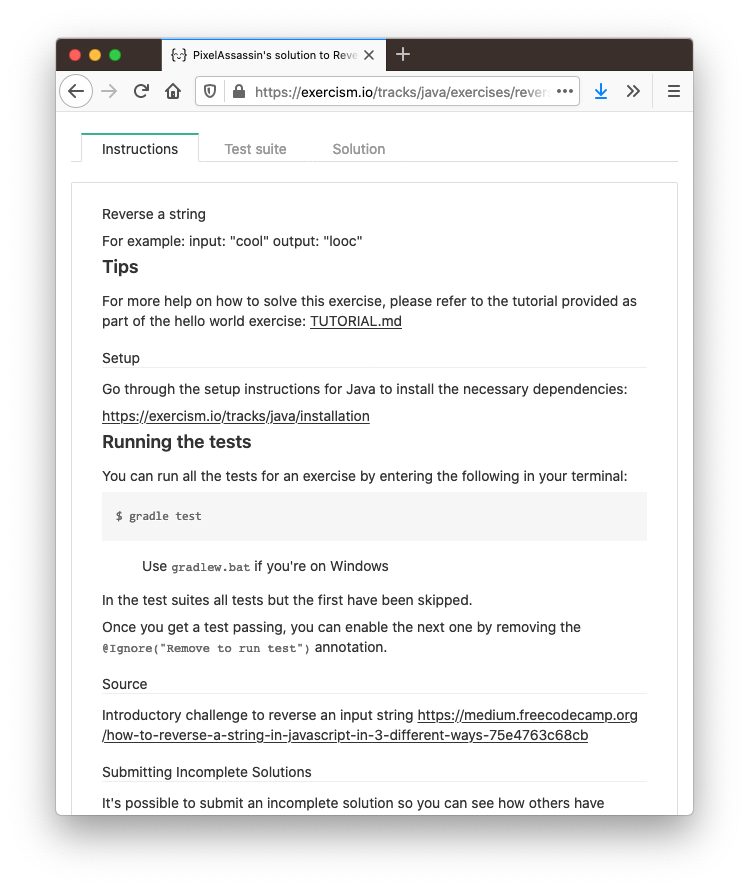 PixelAssassin's solution to Reve
https://exercism.io/tracks/java/exercises/rever
Instructions Test suite Solution
Reverse a string
For example: input: "cool" output: "looc"
Tips
For more help on how to solve this exercise, please refer to the tutorial provided as
part of the hello world exercise: TUTORIAL.md
Setup
Go through the setup instructions for Java to install the necessary dependencies:
https://exercism.io/tracks/java/installation
Running the tests
You can run all the tests for an exercise by entering the following in your terminal:
$ gradle test
Use gradlew.bat if you're on Windows
In the test suites all tests but the first have been skipped.
Once you get a test passing, you can enable the next one by removing the
@Ignore("Remove to run test") annotation.
Source
Introductory challenge to reverse an input string https://medium.freecodecamp.org
/how-to-reverse-a-string-in-javascript-in-3-different-ways-75e4763c68cb
Submitting Incomplete Solutions
It's possible to submit an incomplete solution so you can see how others have